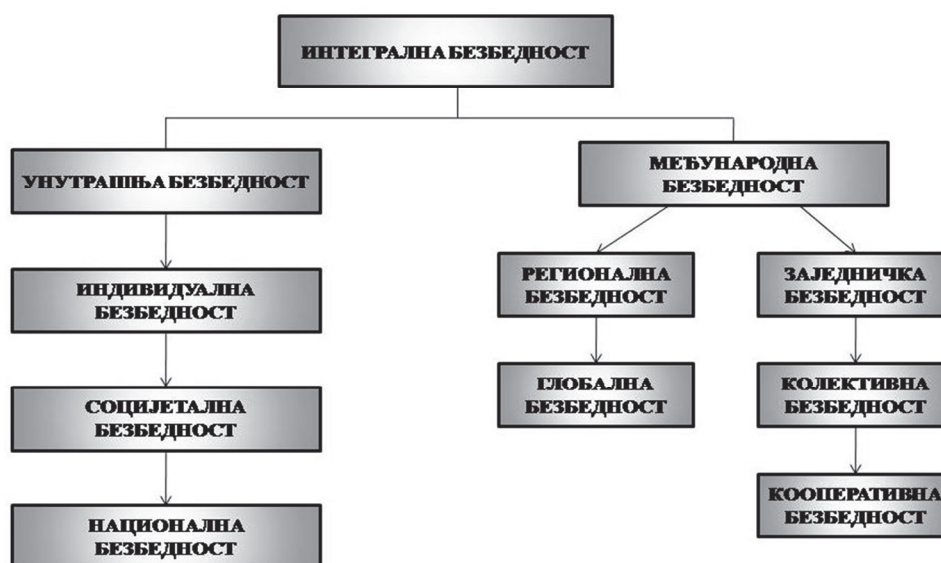 ИНТЕГРАЛНА БЕЗБЕДНОСТ
УНУТРАШЊА БЕЗБЕДНОСТ
ИНДИВИДУАЛНА
БЕЗБЕДНОСТ
СОЦИЈЕТАЛНА
БЕЗБЕДНОСТ
НАЦИОНАЛНА
БЕЗБЕДНОСТ
МЕЂУНАРОДНА
БЕЗБЕДНОСТ
РЕГИОНАЛНА
БЕЗБЕДНОСТ
ГЛОБАЛНА
БЕЗБЕДНОСТ
ЗАЈЕДНИЧКА
БЕЗБЕДНОСТ
КОЛЕКТИВНА
БЕЗБЕДНОСТ
КООПЕРАТИВНА
БЕЗБЕДНОСТ